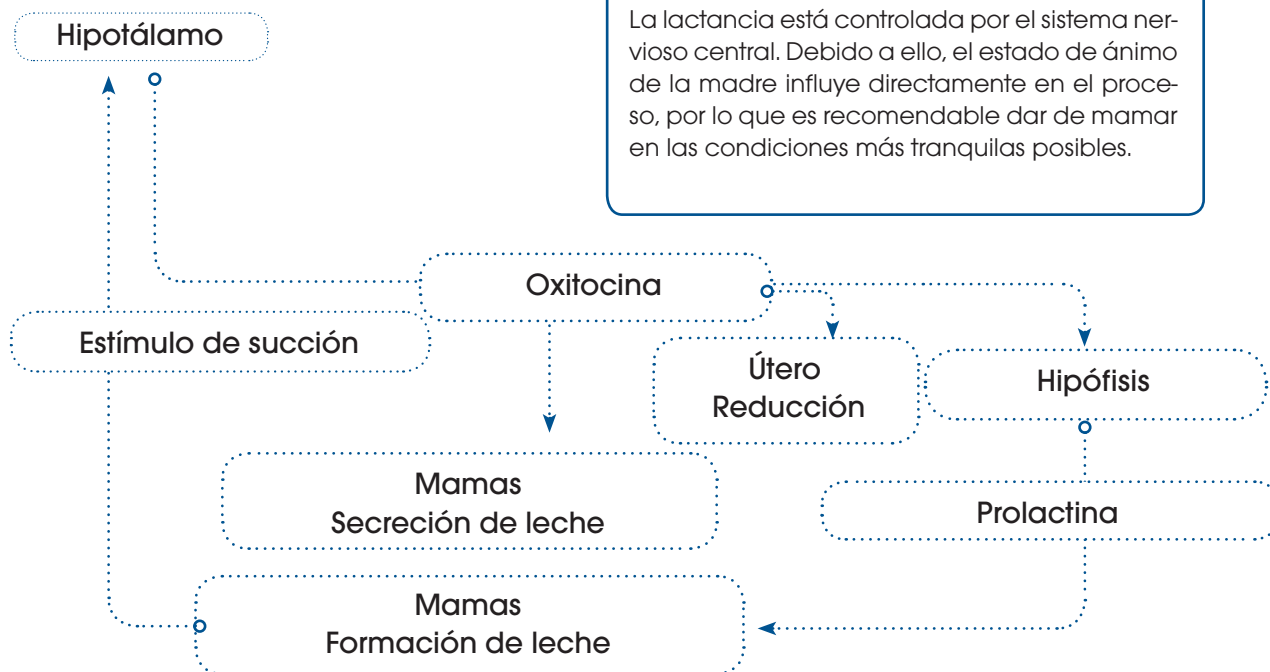 Hipotálamo
La lactancia está controlada por el sistema ner-
vioso central. Debido a ello, el estado de ánimo
de la madre influye directamente en el proce-
so, por lo que es recomendable dar de mamar
en las condiciones más tranquilas posibles.
Oxitocina
Estímulo de succión
Útero
Reducción
Hipófisis
Mamas
Secreción de leche
Prolactina
Mamas
Formación de leche